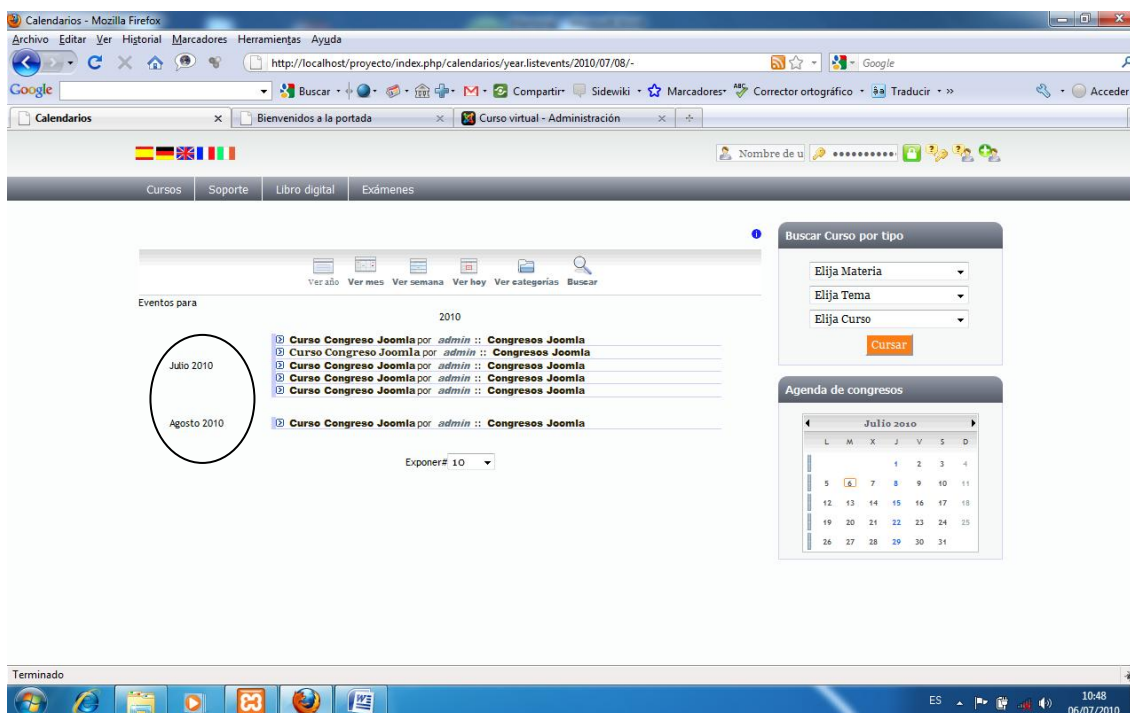 Calendarios - Mozilla Firefox
Archivo Editar Ver Historial Marcadores Herramientas Ayuda
http://localhost/proyecto/index.php/calendarios/year.listevents/2010/07/08/-
Google
Google Buscar Compartir Sidewiki Marcadores Corrector ortográfico Traducir » Acceder
Calendarios Bienvenidos a la portada Curso virtual - Administración
Nombre de u
Cursos Soporte Libro digital Exámenes
Buscar Curso por tipo
Elija Materia
Elija Tema
Elija Curso
Cursar
Ver año Ver mes Ver semana Ver hoy Ver categorías Buscar
Eventos para
2010
Julio 2010
Curso Congreso Joomla por admin :: Congresos Joomla
Curso Congreso Joomla por admin :: Congresos Joomla
Curso Congreso Joomla por admin :: Congresos Joomla
Curso Congreso Joomla por admin :: Congresos Joomla
Curso Congreso Joomla por admin :: Congresos Joomla
Agosto 2010
Curso Congreso Joomla por admin :: Congresos Joomla
Exponer# 10
Agenda de congresos
Julio 2010
L M X J V S D
1 2 3 4
5 6 7 8 9 10 11
12 13 14 15 16 17 18
19 20 21 22 23 24 25
26 27 28 29 30 31
Terminado
ES
10:48
06/07/2010